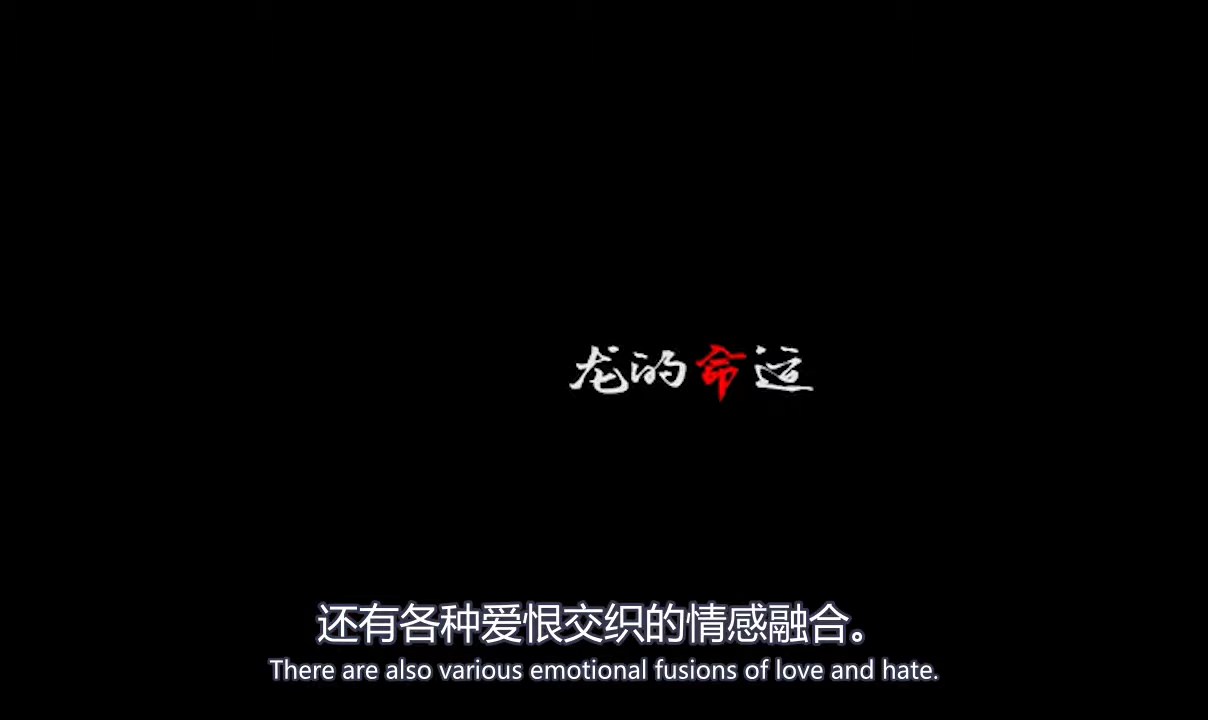 龙的命运
还有各种爱恨交织的情感融合。
There are also various emotional fusions of love and hate.